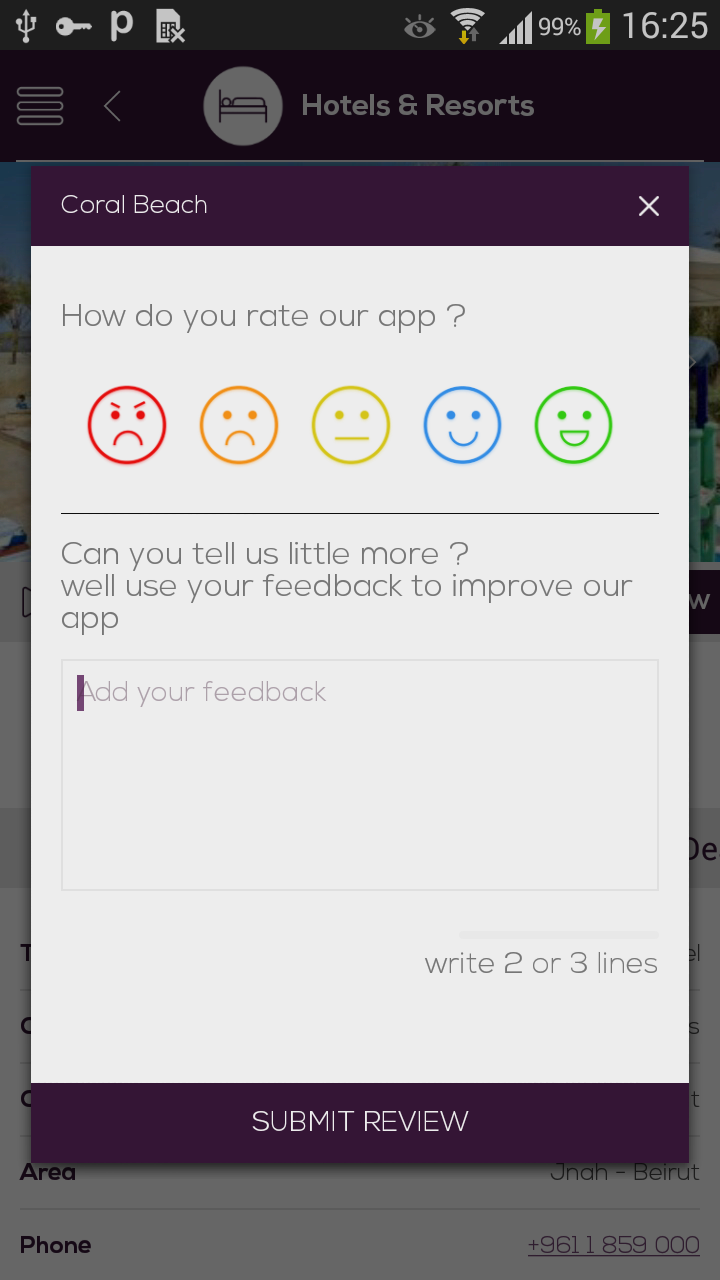 99% 16:25
Hotels & Resorts
Coral Beach
How do you rate our app ?
Can you tell us little more ?
well use your feedback to improve our
app
Add your feedback
write 2 or 3 lines
SUBMIT REVIEW
Area Jnah - Beirut
Phone +961 1 859 000